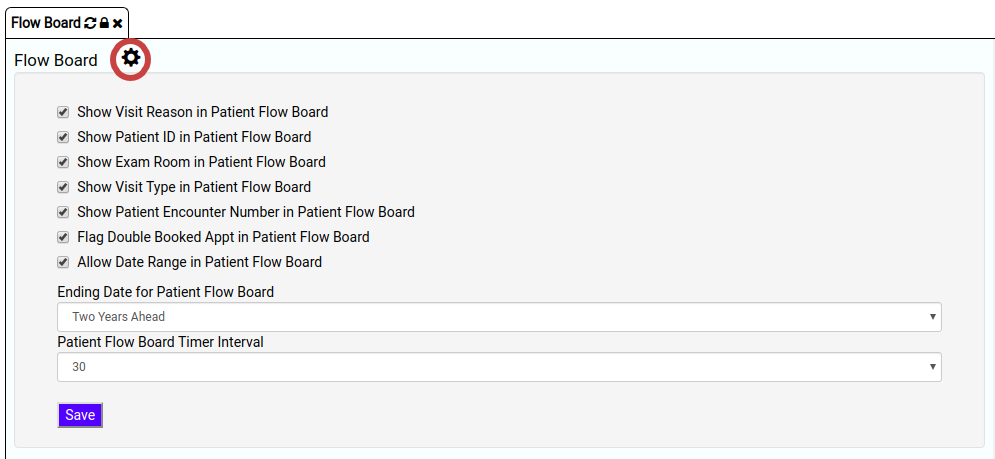 Flow Board
Flow Board
Show Visit Reason in Patient Flow Board
Show Patient ID in Patient Flow Board
Show Exam Room in Patient Flow Board
Show Visit Type in Patient Flow Board
Show Patient Encounter Number in Patient Flow Board
Flag Double Booked Appt in Patient Flow Board
Allow Date Range in Patient Flow Board
Ending Date for Patient Flow Board
Two Years Ahead
Patient Flow Board Timer Interval
30
Save